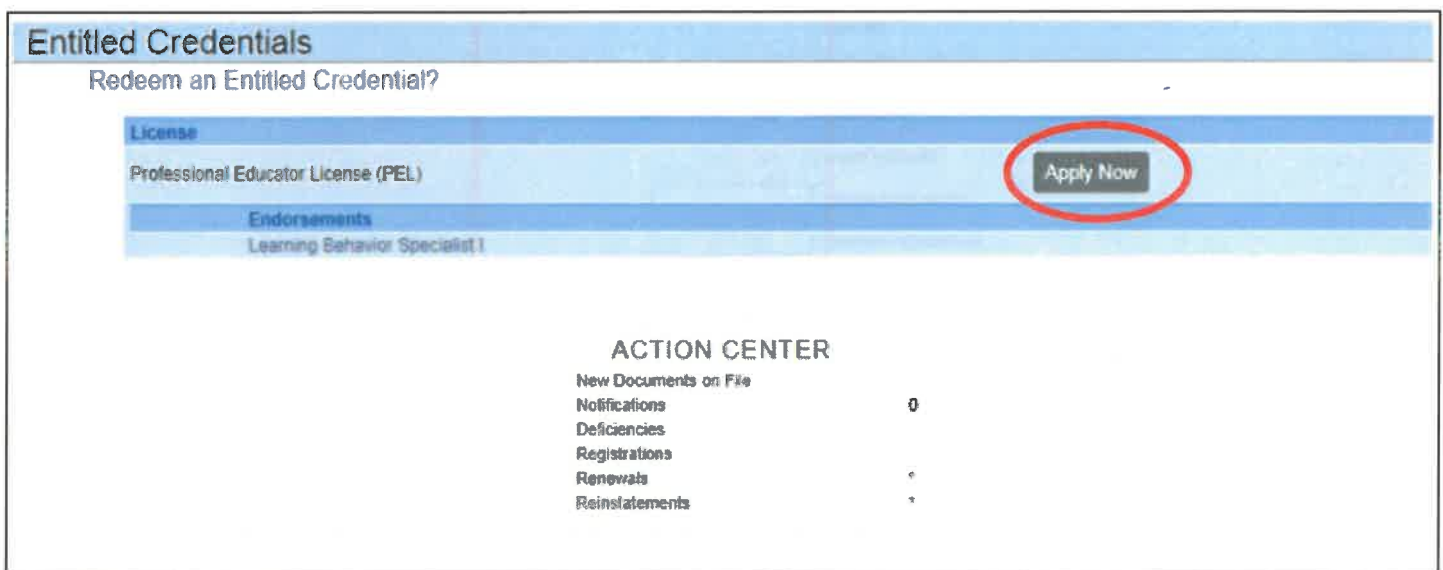 Entitled Credentials
Redeem an Entitled Credential?
License
Professional Educator License (PEL)
Apply Now
Endorsements
Learning Behavior Specialist I
ACTION CENTER
New Documents on File
Notifications 0
Deficiencies
Registrations
Renewals *
Reinstatements *